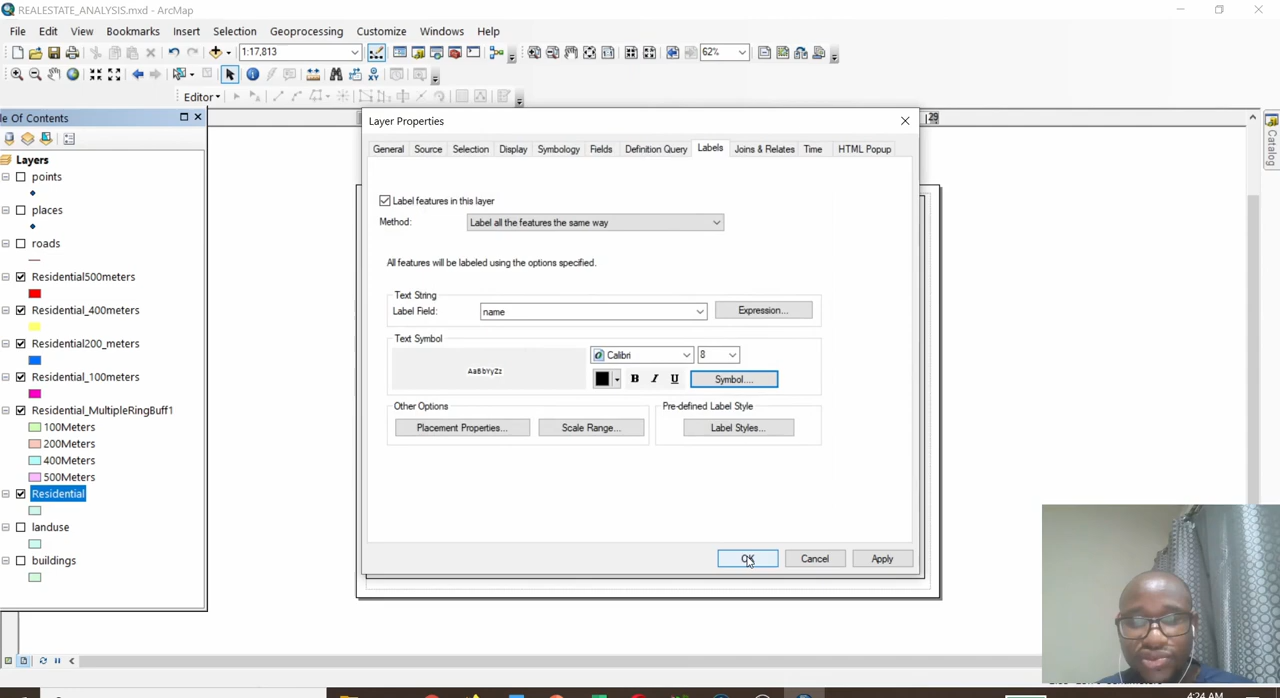 REALESTATE_ANALYSIS.mxd - ArcMap
File Edit View Bookmarks Insert Selection Geoprocessing Customize Windows Help
1:17,813
62%
Editor
le Of Contents
Layers
points
places
roads
Residential500meters
Residential_400meters
Residential200_meters
Residential_100meters
Residential_MultipleRingBuff1
100Meters
200Meters
400Meters
500Meters
Residential
landuse
buildings
Layer Properties
General Source Selection Display Symbology Fields Definition Query Labels Joins & Relates Time HTML Popup
Label features in this layer
Method: Label all the features the same way
All features will be labeled using the options specified.
Text String
Label Field: name Expression...
Text Symbol
AaBbYyZz
Calibri 8
B I U Symbol...
Other Options Pre-defined Label Style
Placement Properties... Scale Range... Label Styles...
OK Cancel Apply
29
Catalog
4:24 AM